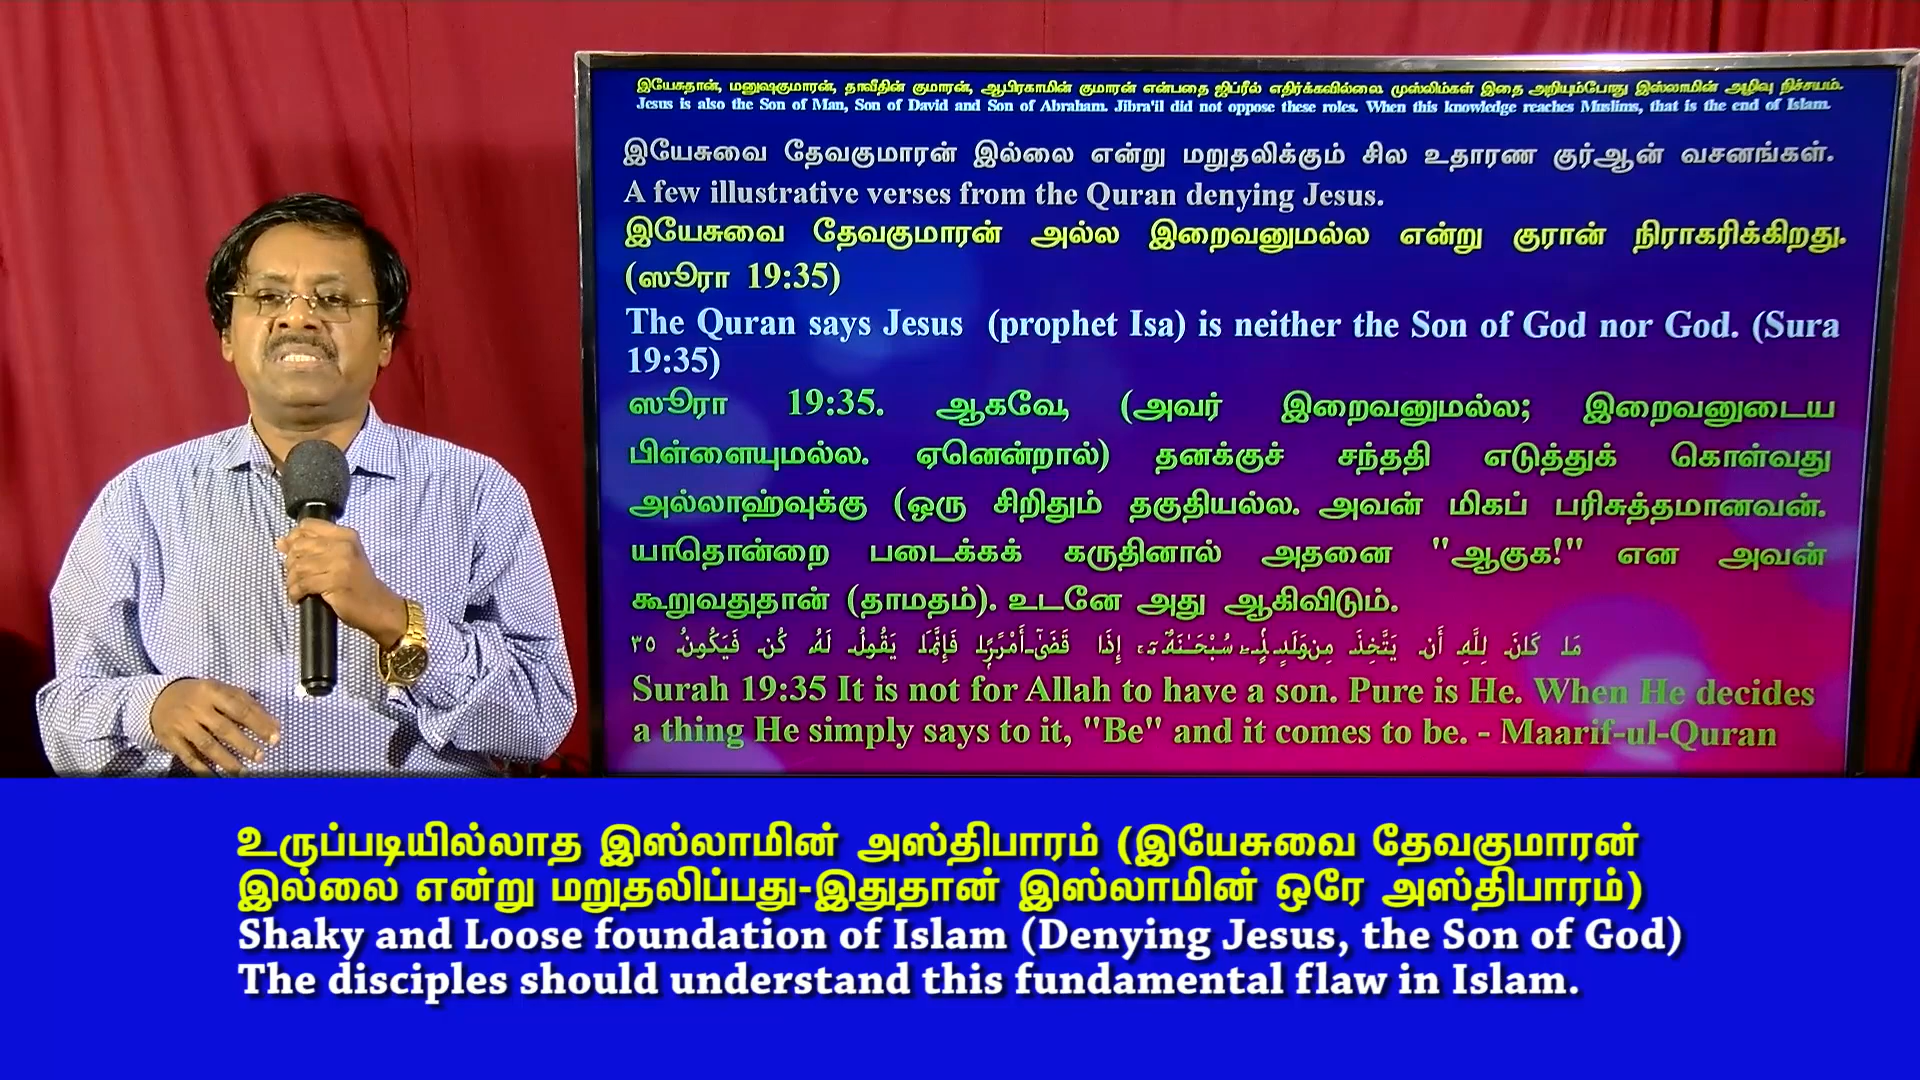 இயேசுதான், மனுஷகுமாரன், தாவீதின் குமாரன், ஆபிரகாமின் குமாரன் என்பதை ஜிப்ரீல் எதிர்க்கவில்லை. முஸ்லிம்கள் இதை அறியும்போது இஸ்லாமின் அழிவு நிச்சயம்.
Jesus is also the Son of Man, Son of David and Son of Abraham. Jibra'il did not oppose these roles. When this knowledge reaches Muslims, that is the end of Islam.
இயேசுவை தேவகுமாரன் இல்லை என்று மறுதலிக்கும் சில உதாரண குர்ஆன் வசனங்கள்.
A few illustrative verses from the Quran denying Jesus.
இயேசுவை தேவகுமாரன் அல்ல இறைவனுமல்ல என்று குரான் நிராகரிக்கிறது.
(ஸூரா 19:35)
The Quran says Jesus (prophet Isa) is neither the Son of God nor God. (Sura
19:35)
ஸூரா 19:35. ஆகவே, (அவர் இறைவனுமல்ல; இறைவனுடைய
பிள்ளையுமல்ல. ஏனென்றால்) தனக்குச் சந்ததி எடுத்துக் கொள்வது
அல்லாஹ்வுக்கு (ஒரு சிறிதும் தகுதியல்ல. அவன் மிகப் பரிசுத்தமானவன்.
யாதொன்றை படைக்கக் கருதினால் அதனை "ஆகுக!" என அவன்
கூறுவதுதான் (தாமதம்). உடனே அது ஆகிவிடும்.
مَا كَانَ لِلَّهِ أَن يَتَّخِذَ مِن وَلَدٍ سُبْحَـٰنَهُۥٓ إِذَا قَضَىٰٓ أَمْرًا فَإِنَّمَا يَقُولُ لَهُۥ كُن فَيَكُونُ ٣٥
Surah 19:35 It is not for Allah to have a son. Pure is He. When He decides
a thing He simply says to it, "Be" and it comes to be. - Maarif-ul-Quran
உருப்படியில்லாத இஸ்லாமின் அஸ்திபாரம் (இயேசுவை தேவகுமாரன்
இல்லை என்று மறுதலிப்பது-இதுதான் இஸ்லாமின் ஒரே அஸ்திபாரம்)
Shaky and Loose foundation of Islam (Denying Jesus, the Son of God)
The disciples should understand this fundamental flaw in Islam.